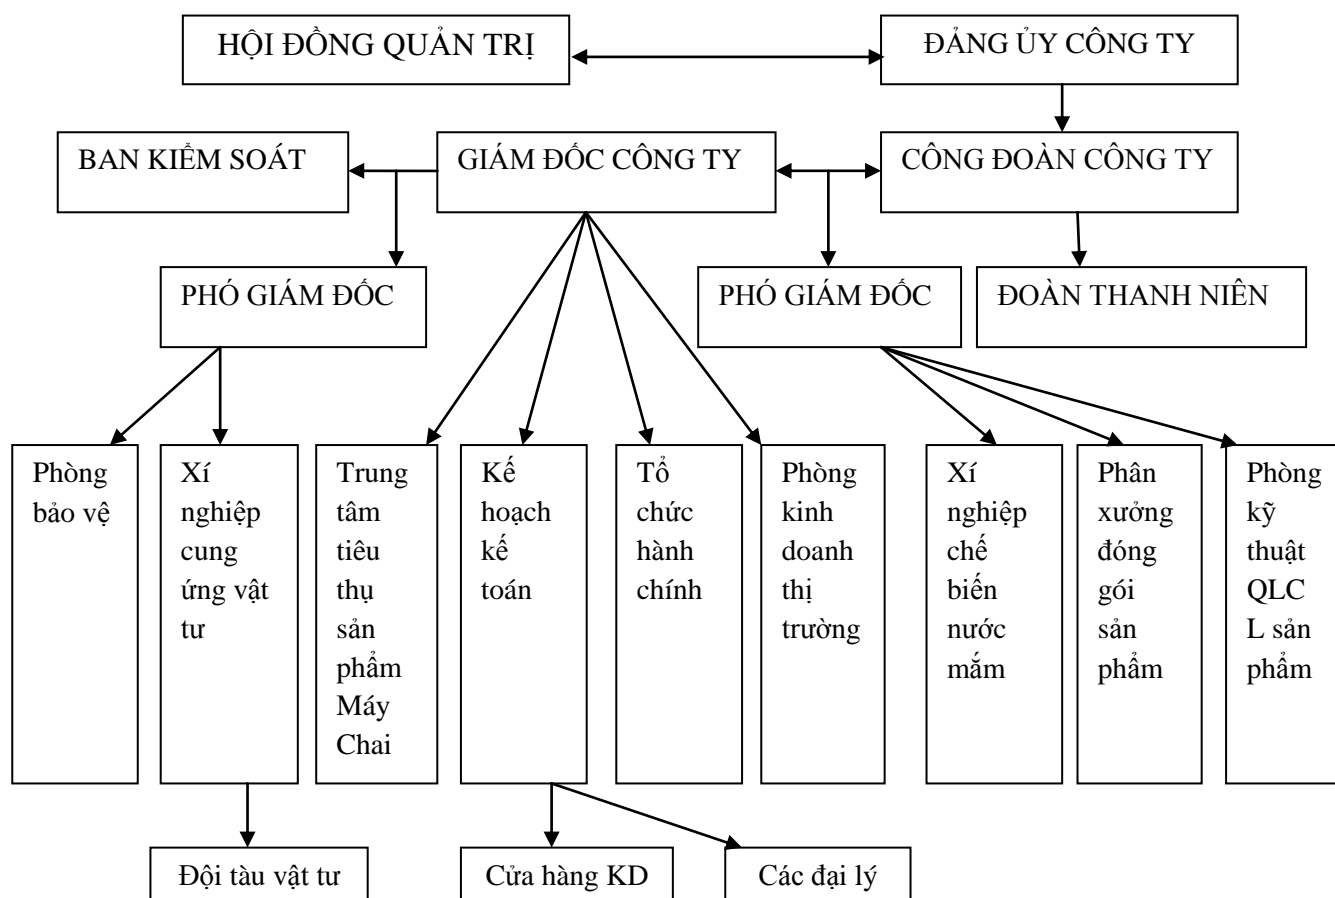 HỘI ĐỒNG QUẢN TRỊ
ĐẢNG ỦY CÔNG TY
BAN KIỂM SOÁT
GIÁM ĐỐC CÔNG TY
CÔNG ĐOÀN CÔNG TY
PHÓ GIÁM ĐỐC
PHÓ GIÁM ĐỐC
ĐOÀN THANH NIÊN
Phòng
bảo vệ
Xí
nghiệp
cung
ứng vật
tư
Trung
tâm
tiêu
thụ
sản
phẩm
Máy
Chai
Kế
hoạch
kế
toán
Tổ
chức
hành
chính
Phòng
kinh
doanh
thị
trường
Xí
nghiệp
chế
biến
nước
mắm
Phân
xưởng
đóng
gói
sản
phẩm
Phòng
kỹ
thuật
QLC
L sản
phẩm
Đội tàu vật tư
Cửa hàng KD
Các đại lý